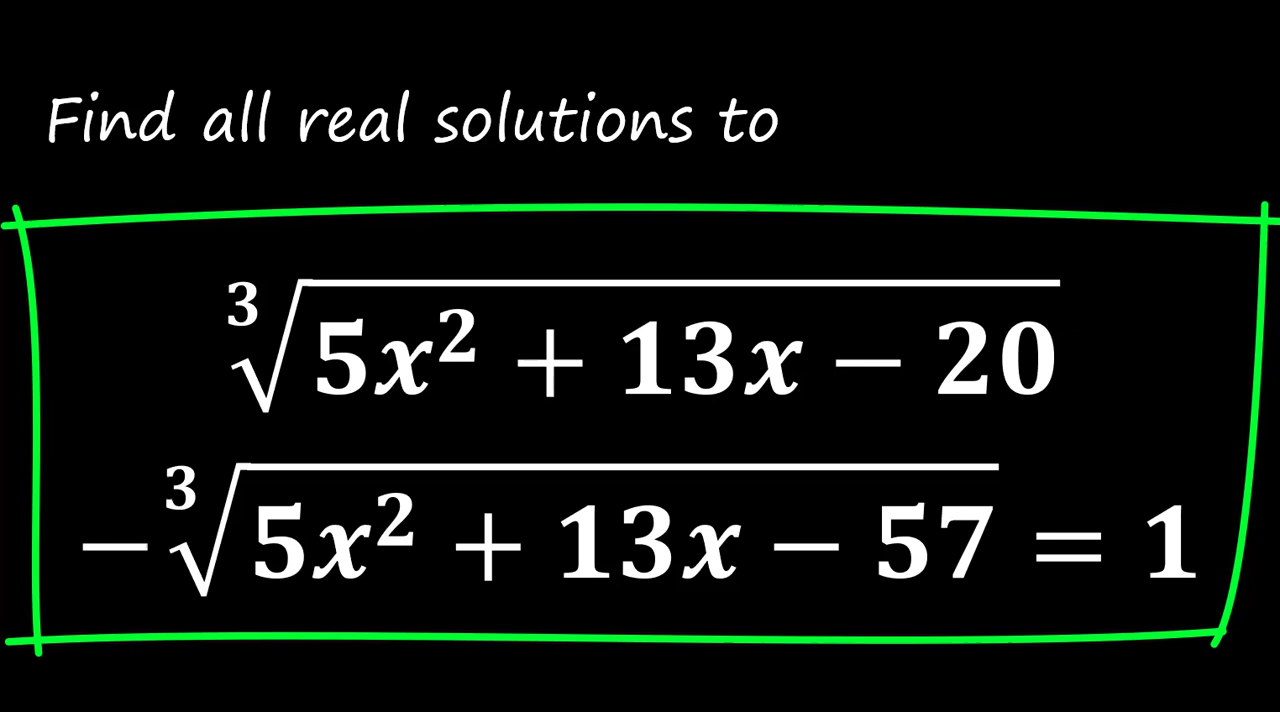 Find all real solutions to
∛(5x² + 13x − 20)
−∛(5x² + 13x − 57) = 1